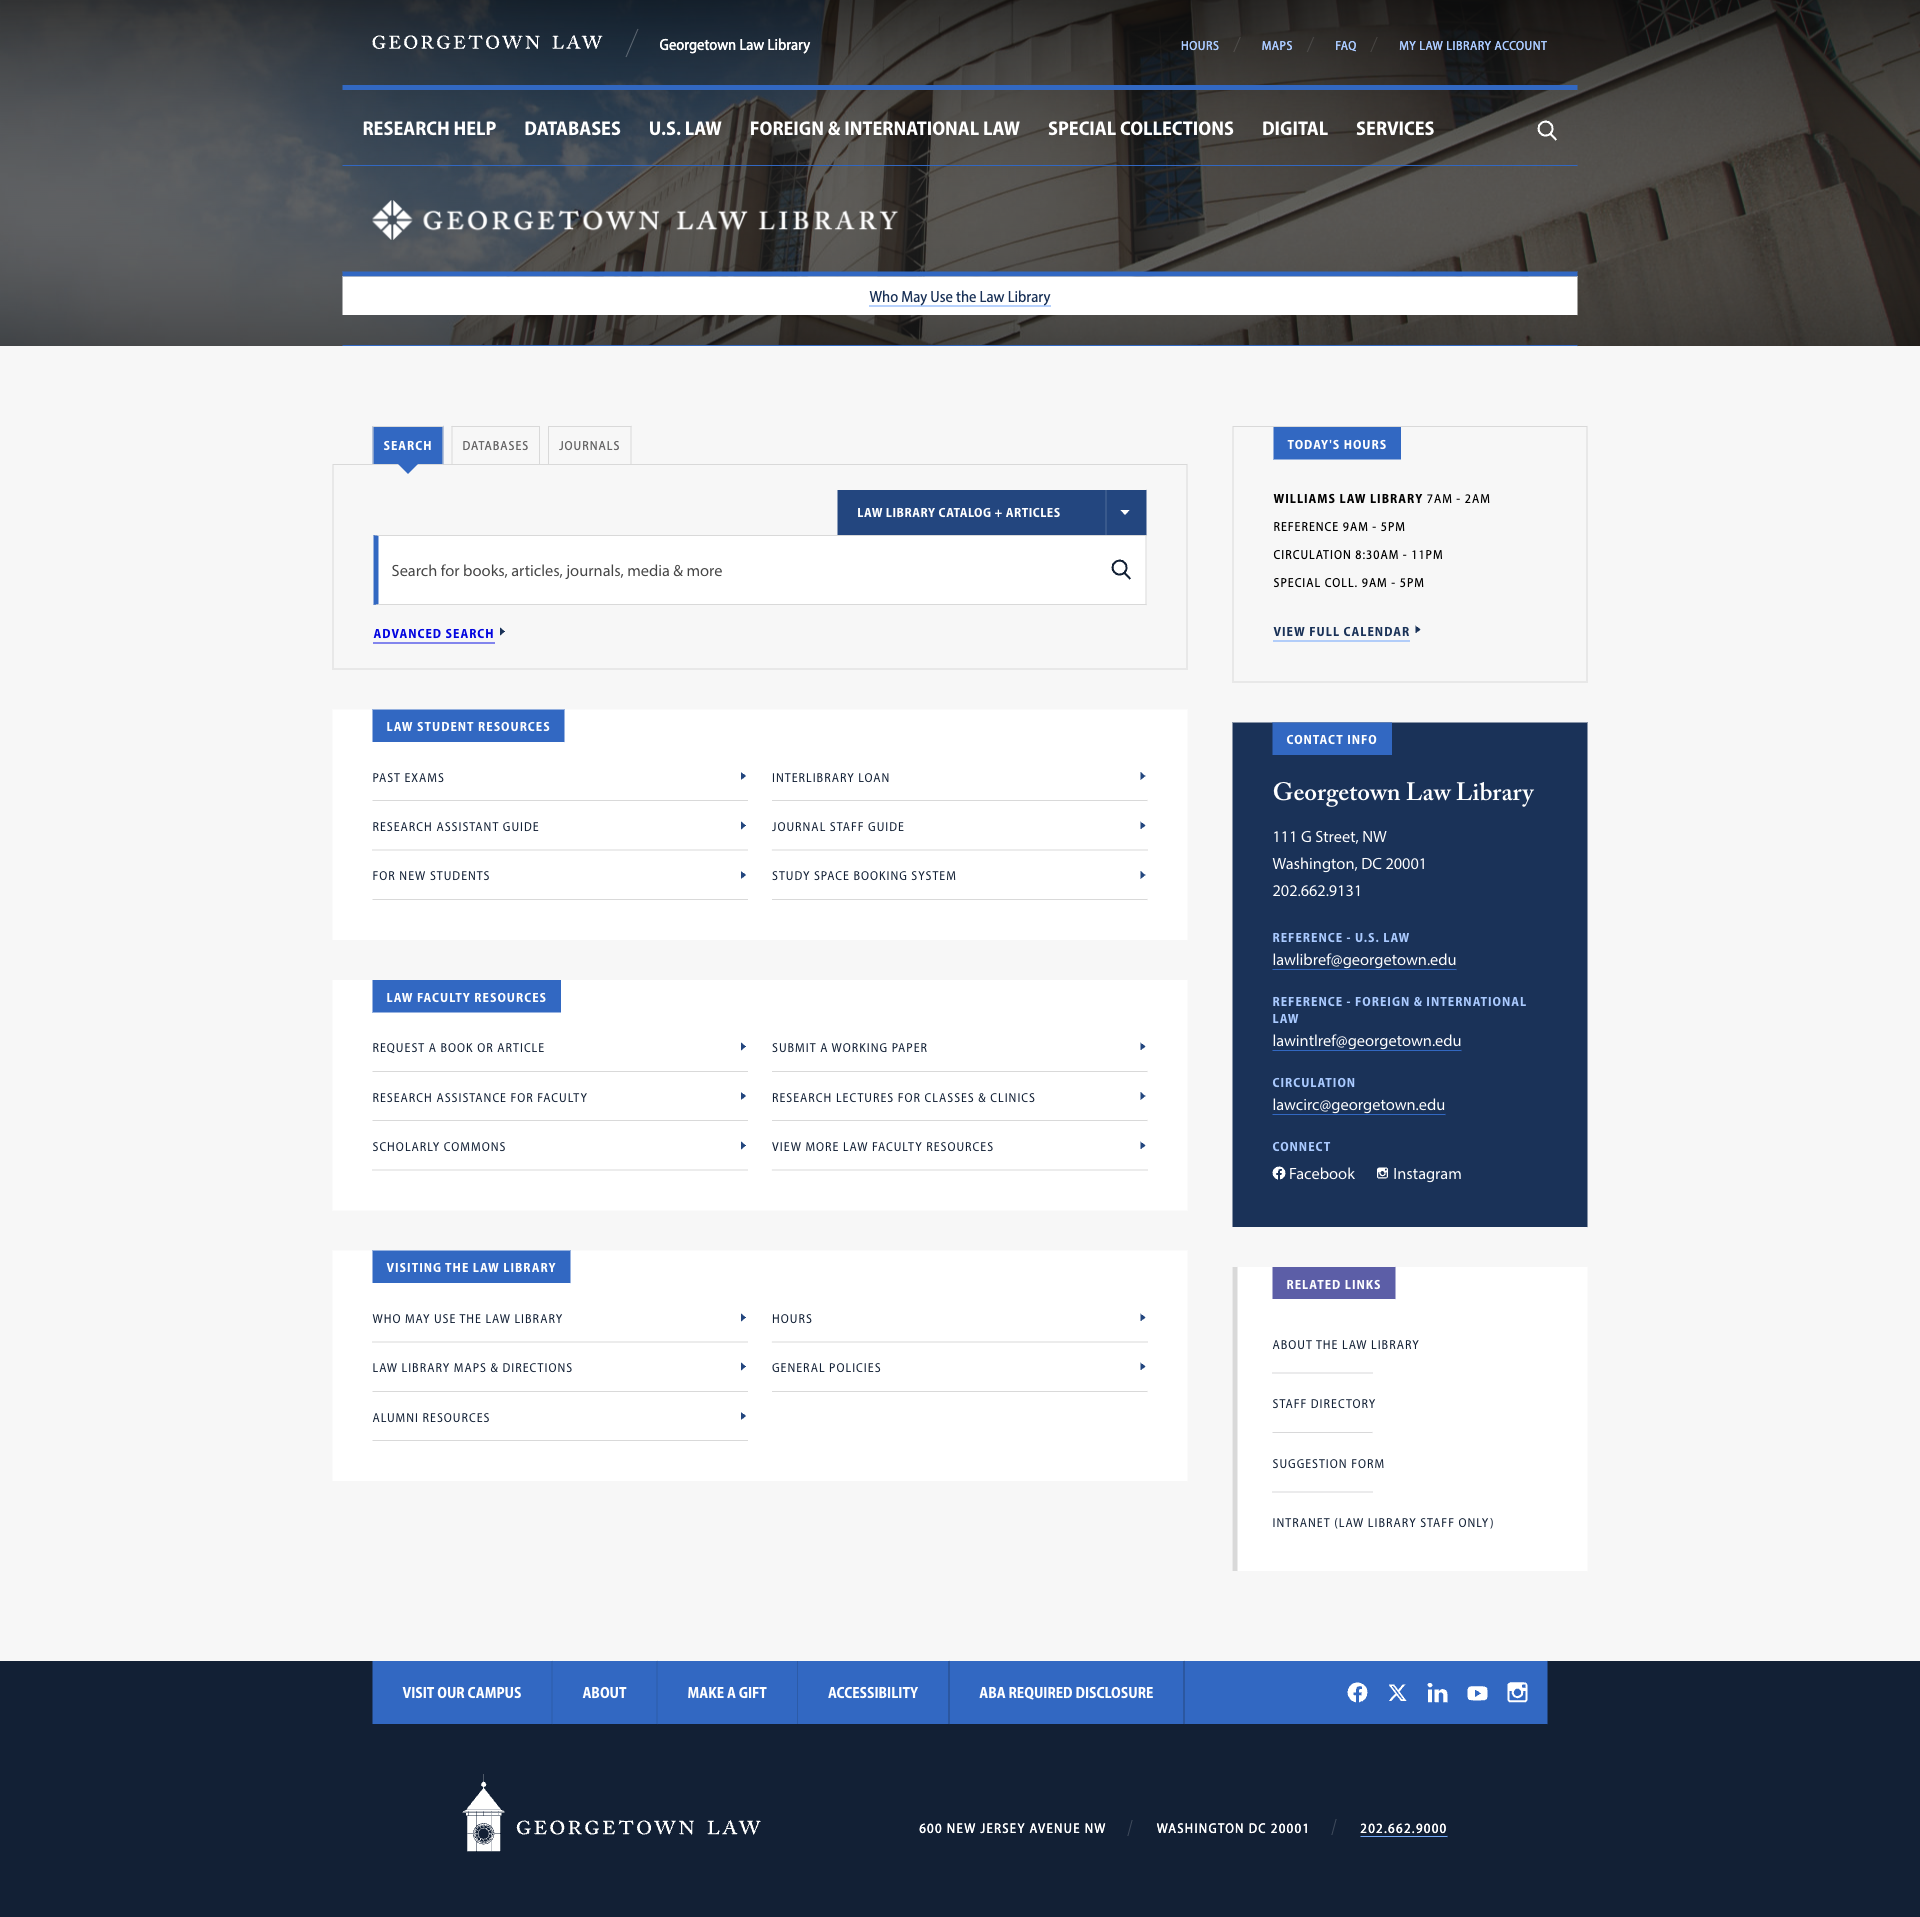 GEORGETOWN LAW
Georgetown Law Library
HOURS
MAPS
FAQ
MY LAW LIBRARY ACCOUNT
RESEARCH HELP
DATABASES
U.S. LAW
FOREIGN & INTERNATIONAL LAW
SPECIAL COLLECTIONS
DIGITAL
SERVICES
GEORGETOWN LAW LIBRARY
Who May Use the Law Library
SEARCH
DATABASES
JOURNALS
LAW LIBRARY CATALOG + ARTICLES
Search for books, articles, journals, media & more
ADVANCED SEARCH
LAW STUDENT RESOURCES
PAST EXAMS
INTERLIBRARY LOAN
RESEARCH ASSISTANT GUIDE
JOURNAL STAFF GUIDE
FOR NEW STUDENTS
STUDY SPACE BOOKING SYSTEM
LAW FACULTY RESOURCES
REQUEST A BOOK OR ARTICLE
SUBMIT A WORKING PAPER
RESEARCH ASSISTANCE FOR FACULTY
RESEARCH LECTURES FOR CLASSES & CLINICS
SCHOLARLY COMMONS
VIEW MORE LAW FACULTY RESOURCES
VISITING THE LAW LIBRARY
WHO MAY USE THE LAW LIBRARY
HOURS
LAW LIBRARY MAPS & DIRECTIONS
GENERAL POLICIES
ALUMNI RESOURCES
TODAY'S HOURS
WILLIAMS LAW LIBRARY 7AM - 2AM
REFERENCE 9AM - 5PM
CIRCULATION 8:30AM - 11PM
SPECIAL COLL. 9AM - 5PM
VIEW FULL CALENDAR
CONTACT INFO
Georgetown Law Library
111 G Street, NW
Washington, DC 20001
202.662.9131
REFERENCE - U.S. LAW
lawlibref@georgetown.edu
REFERENCE - FOREIGN & INTERNATIONAL
LAW
lawintlref@georgetown.edu
CIRCULATION
lawcirc@georgetown.edu
CONNECT
Facebook
Instagram
RELATED LINKS
ABOUT THE LAW LIBRARY
STAFF DIRECTORY
SUGGESTION FORM
INTRANET (LAW LIBRARY STAFF ONLY)
VISIT OUR CAMPUS
ABOUT
MAKE A GIFT
ACCESSIBILITY
ABA REQUIRED DISCLOSURE
GEORGETOWN LAW
600 NEW JERSEY AVENUE NW
WASHINGTON DC 20001
202.662.9000